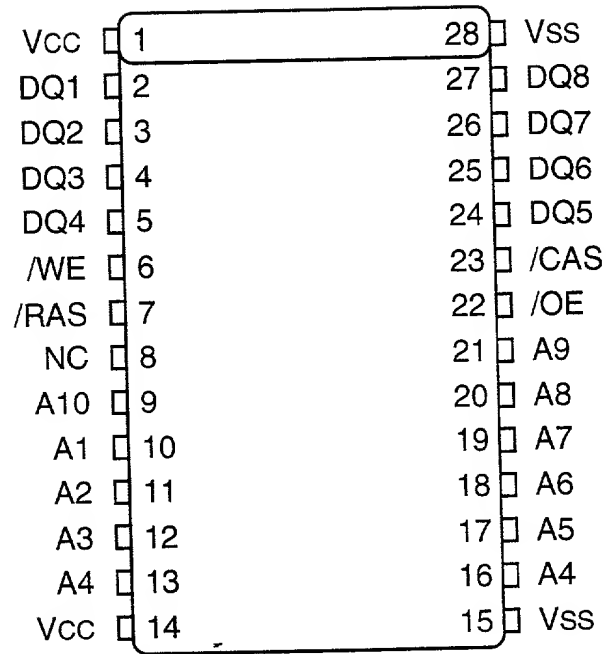 Vcc 1 28 Vss
DQ1 2 27 DQ8
DQ2 3 26 DQ7
DQ3 4 25 DQ6
DQ4 5 24 DQ5
/WE 6 23 /CAS
/RAS 7 22 /OE
NC 8 21 A9
A10 9 20 A8
A1 10 19 A7
A2 11 18 A6
A3 12 17 A5
A4 13 16 A4
Vcc 14 15 Vss